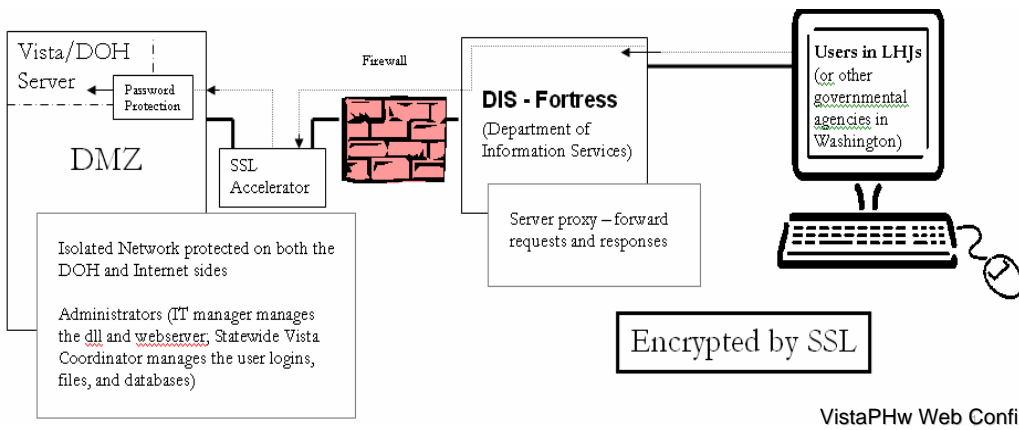 Vista/DOH
Server
Password
Protection
DMZ
SSL
Accelerator
Isolated Network protected on both the
DOH and Internet sides
Administrators (IT manager manages
the dll and webserver; Statewide Vista
Coordinator manages the user logins,
files, and databases)
Firewall
DIS - Fortress
(Department of
Information Services)
Server proxy – forward
requests and responses
Users in LHJs
(or other
governmental
agencies in
Washington)
Encrypted by SSL
VistaPHw Web Confi